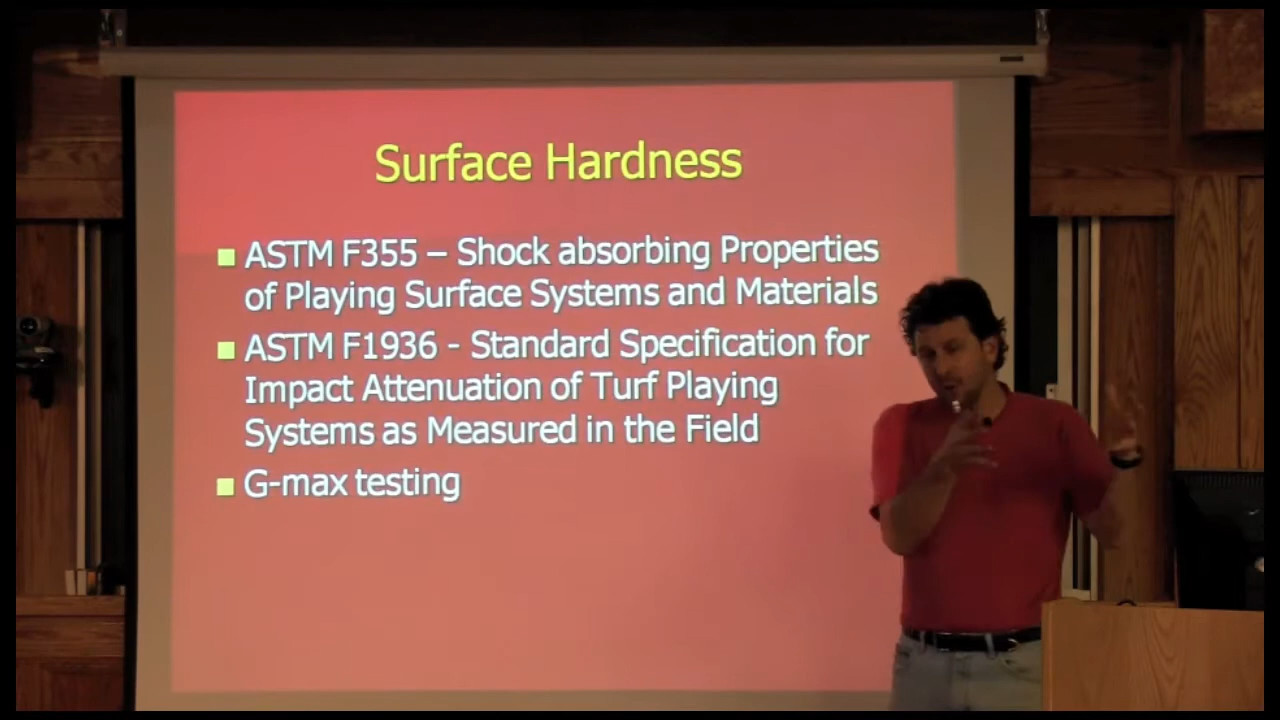 Surface Hardness
ASTM F355 – Shock absorbing Properties
of Playing Surface Systems and Materials
ASTM F1936 - Standard Specification for
Impact Attenuation of Turf Playing
Systems as Measured in the Field
G-max testing